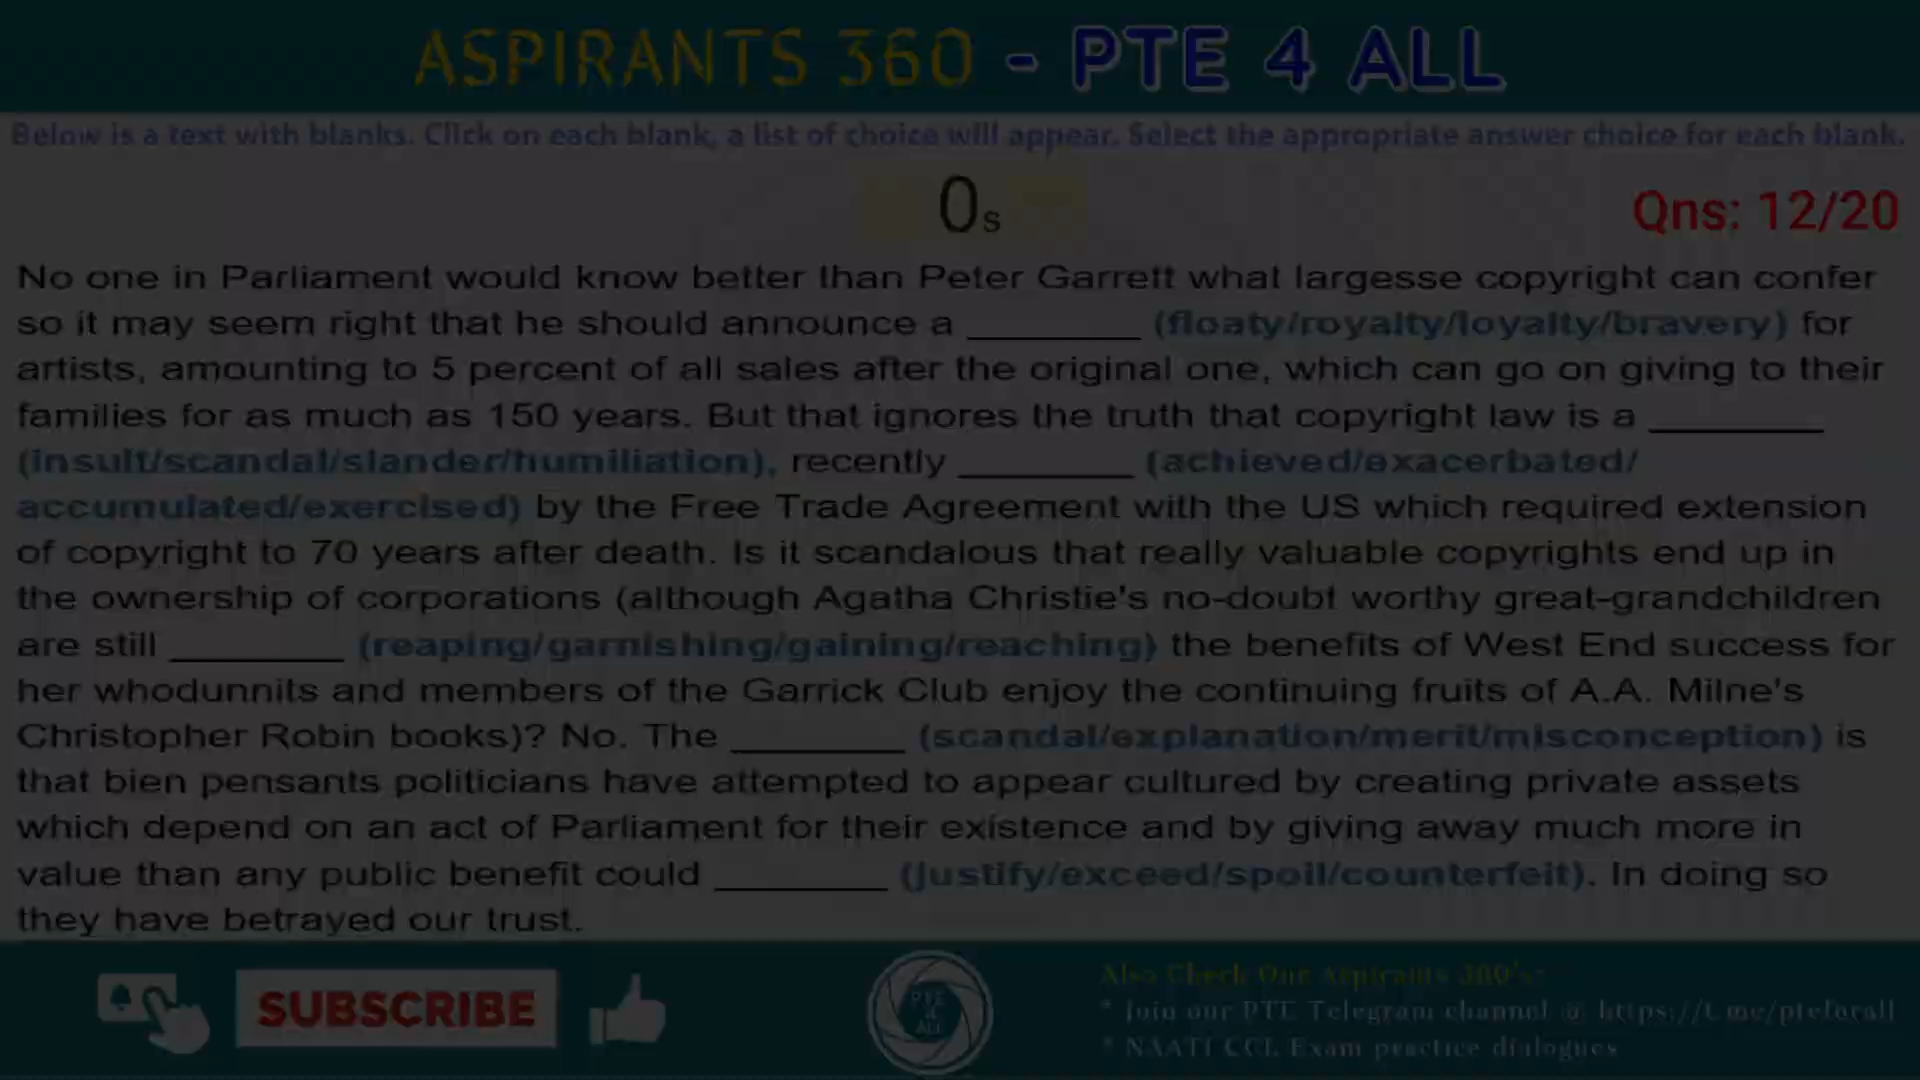 ASPIRANTS 360 - PTE 4 ALL
Below is a text with blanks. Click on each blank, a list of choice will appear. Select the appropriate answer choice for each blank.
0s
Qns: 12/20
No one in Parliament would know better than Peter Garrett what largesse copyright can confer
so it may seem right that he should announce a ________ (floaty/royalty/loyalty/bravery) for
artists, amounting to 5 percent of all sales after the original one, which can go on giving to their
families for as much as 150 years. But that ignores the truth that copyright law is a ________
(insult/scandal/slander/humiliation), recently ________ (achieved/exacerbated/
accumulated/exercised) by the Free Trade Agreement with the US which required extension
of copyright to 70 years after death. Is it scandalous that really valuable copyrights end up in
the ownership of corporations (although Agatha Christie's no-doubt worthy great-grandchildren
are still ________ (reaping/garnishing/gaining/reaching) the benefits of West End success for
her whodunnits and members of the Garrick Club enjoy the continuing fruits of A.A. Milne's
Christopher Robin books)? No. The ________ (scandal/explanation/merit/misconception) is
that bien pensants politicians have attempted to appear cultured by creating private assets
which depend on an act of Parliament for their existence and by giving away much more in
value than any public benefit could ________ (justify/exceed/spoil/counterfeit). In doing so
they have betrayed our trust.
SUBSCRIBE
PTE
4
ALL
Also Check Our Aspirants 360's:
* Join our PTE Telegram channel @ https://t.me/pteforall
* NAATI CCL Exam practice dialogues